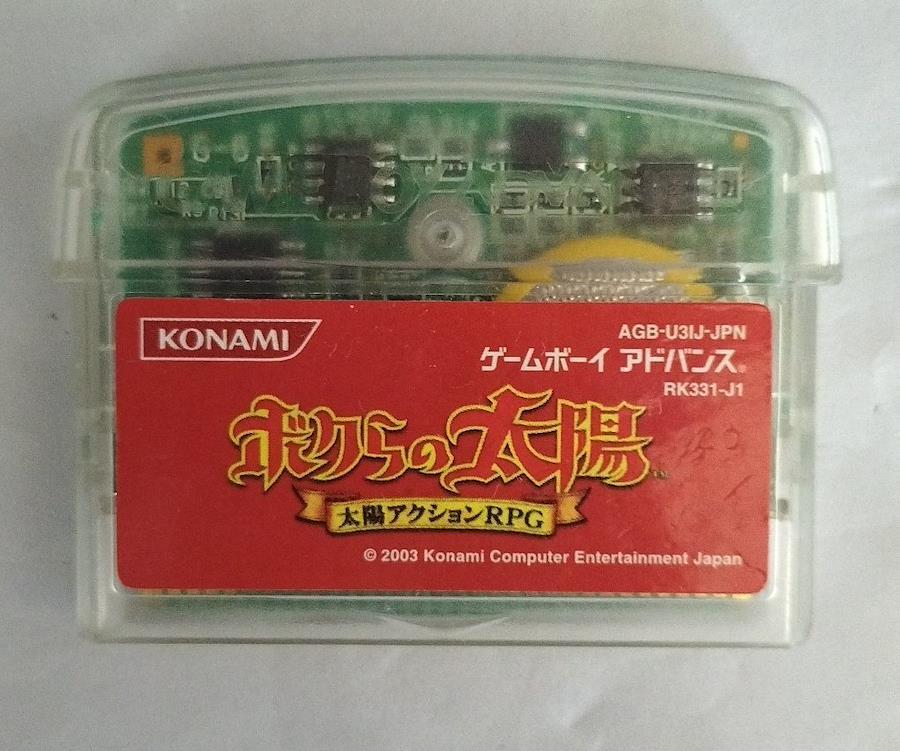 KONAMI
AGB-U3IJ-JPN
ゲームボーイ アドバンス®
RK331-J1
ボクらの太陽™
太陽アクションRPG
© 2003 Konami Computer Entertainment Japan